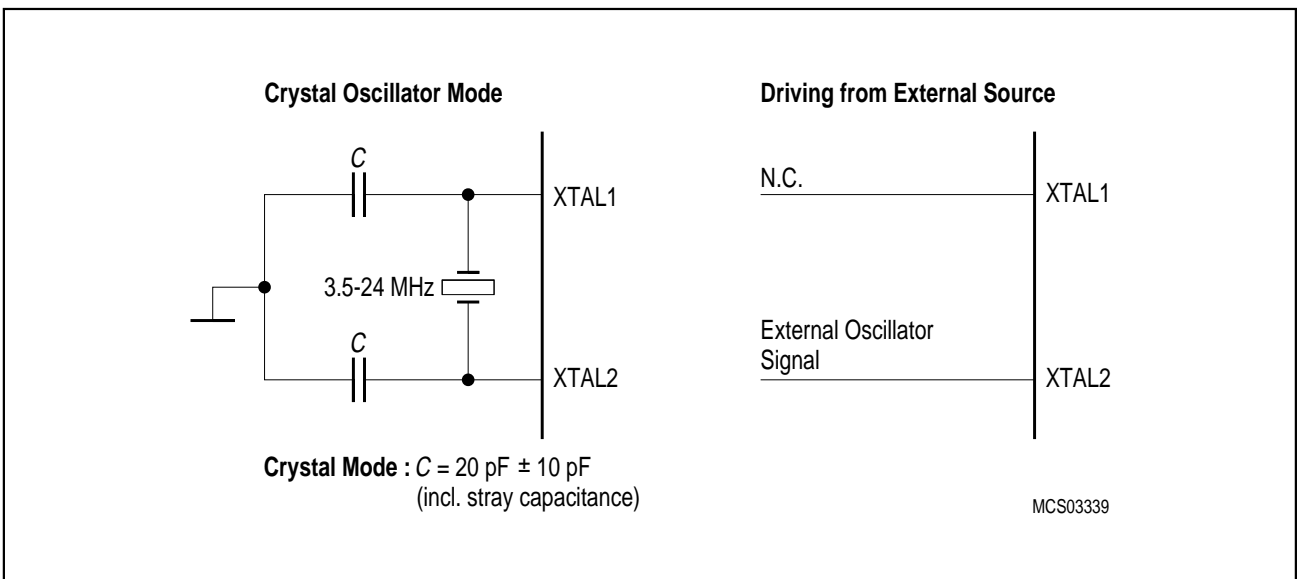 Crystal Oscillator Mode
C
XTAL1
3.5-24 MHz
C
XTAL2
Crystal Mode : C = 20 pF ± 10 pF
(incl. stray capacitance)
Driving from External Source
N.C.
XTAL1
External Oscillator
Signal
XTAL2
MCS03339